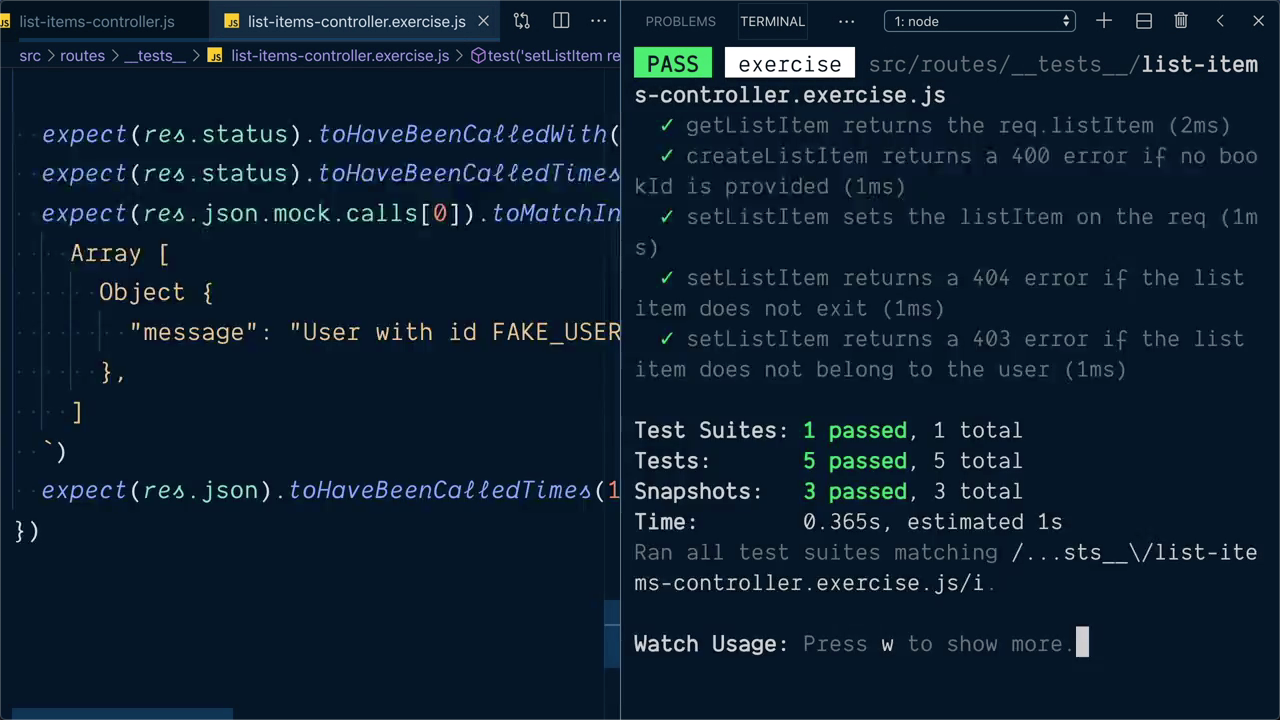 list-items-controller.js
JS list-items-controller.exercise.js
src › routes › __tests__ › JS list-items-controller.exercise.js › test('setListItem re
expect(res.status).toHaveBeenCalledWith(
expect(res.status).toHaveBeenCalledTimes
expect(res.json.mock.calls[0]).toMatchIn
Array [
Object {
"message": "User with id FAKE_USER
},
]
`)
expect(res.json).toHaveBeenCalledTimes(1
})
PROBLEMS TERMINAL ··· 1: node
PASS exercise src/routes/__tests__/list-item
s-controller.exercise.js
✓ getListItem returns the req.listItem (2ms)
✓ createListItem returns a 400 error if no boo
kId is provided (1ms)
✓ setListItem sets the listItem on the req (1m
s)
✓ setListItem returns a 404 error if the list
item does not exit (1ms)
✓ setListItem returns a 403 error if the list
item does not belong to the user (1ms)
Test Suites: 1 passed, 1 total
Tests: 5 passed, 5 total
Snapshots: 3 passed, 3 total
Time: 0.365s, estimated 1s
Ran all test suites matching /...sts__\/list-ite
ms-controller.exercise.js/i.
Watch Usage: Press w to show more.